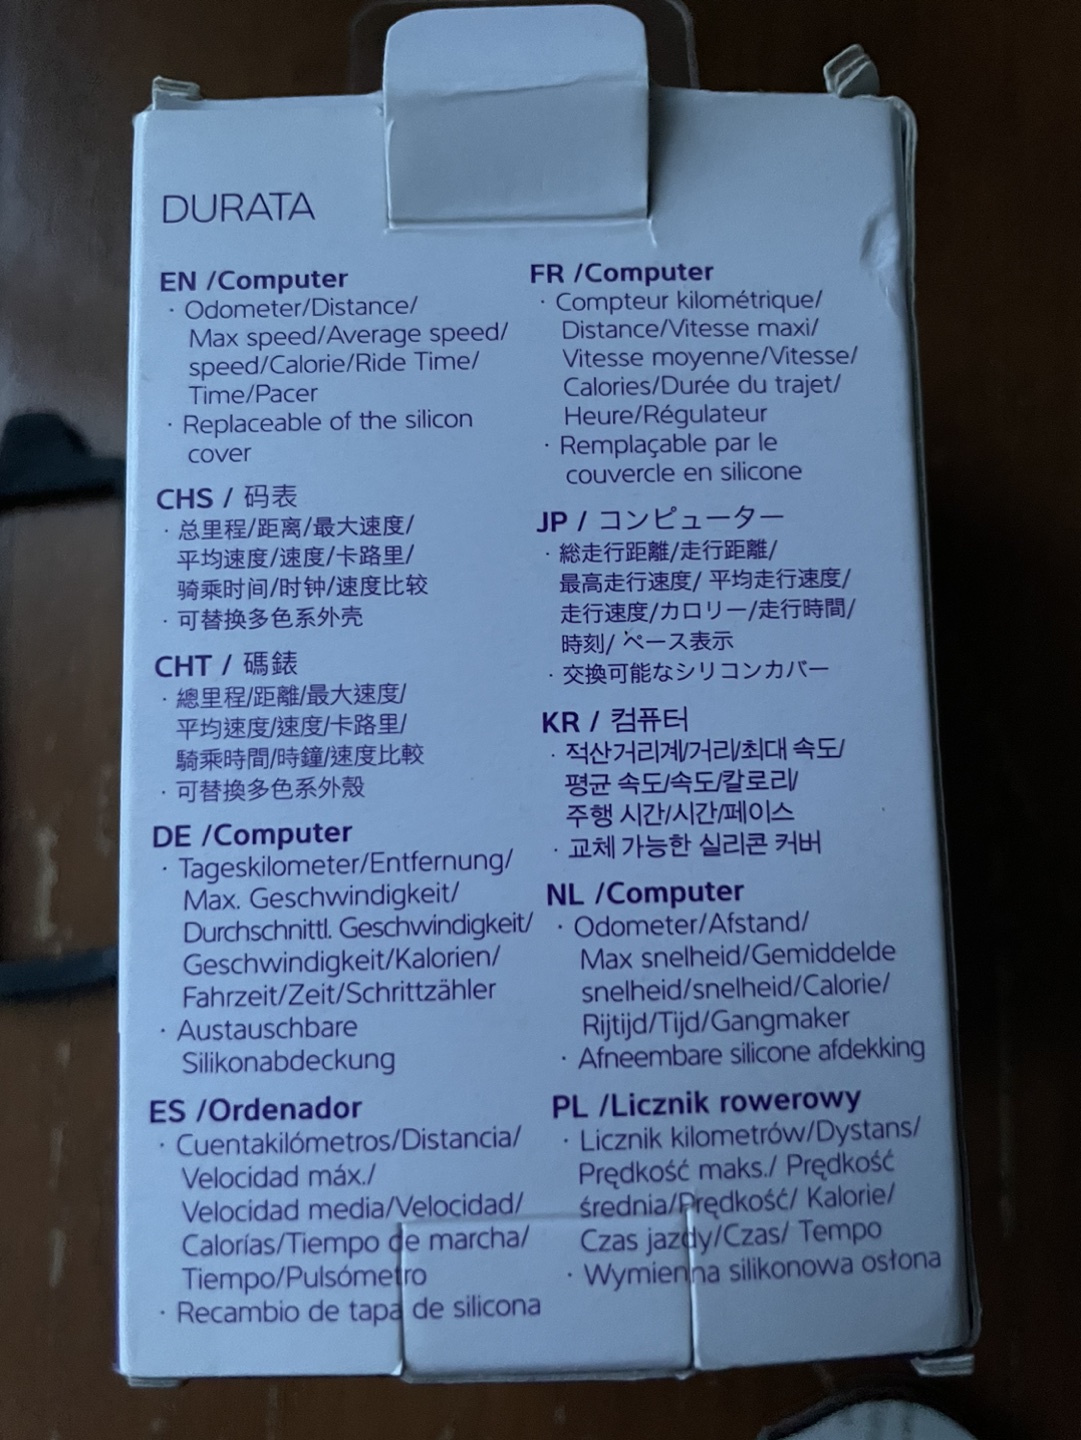 DURATA
EN /Computer
· Odometer/Distance/
Max speed/Average speed/
speed/Calorie/Ride Time/
Time/Pacer
· Replaceable of the silicon
cover
CHS / 码表
· 总里程/距离/最大速度/
平均速度/速度/卡路里/
骑乘时间/时钟/速度比较
· 可替换多色系外壳
CHT / 碼錶
· 總里程/距離/最大速度/
平均速度/速度/卡路里/
騎乘時間/時鐘/速度比較
· 可替換多色系外殼
DE /Computer
· Tageskilometer/Entfernung/
Max. Geschwindigkeit/
Durchschnittl. Geschwindigkeit/
Geschwindigkeit/Kalorien/
Fahrzeit/Zeit/Schrittzähler
· Austauschbare
Silikonabdeckung
ES /Ordenador
· Cuentakilómetros/Distancia/
Velocidad máx./
Velocidad media/Velocidad/
Calorías/Tiempo de marcha/
Tiempo/Pulsómetro
· Recambio de tapa de silicona
FR /Computer
· Compteur kilométrique/
Distance/Vitesse maxi/
Vitesse moyenne/Vitesse/
Calories/Durée du trajet/
Heure/Régulateur
· Remplaçable par le
couvercle en silicone
JP / コンピューター
· 総走行距離/走行距離/
最高走行速度/ 平均走行速度/
走行速度/カロリー/走行時間/
時刻/ ペース表示
· 交換可能なシリコンカバー
KR / 컴퓨터
· 적산거리계/거리/최대 속도/
평균 속도/속도/칼로리/
주행 시간/시간/페이스
· 교체 가능한 실리콘 커버
NL /Computer
· Odometer/Afstand/
Max snelheid/Gemiddelde
snelheid/snelheid/Calorie/
Rijtijd/Tijd/Gangmaker
· Afneembare silicone afdekking
PL /Licznik rowerowy
· Licznik kilometrów/Dystans/
Prędkość maks./ Prędkość
średnia/Prędkość/ Kalorie/
Czas jazdy/Czas/ Tempo
· Wymienna silikonowa osłona